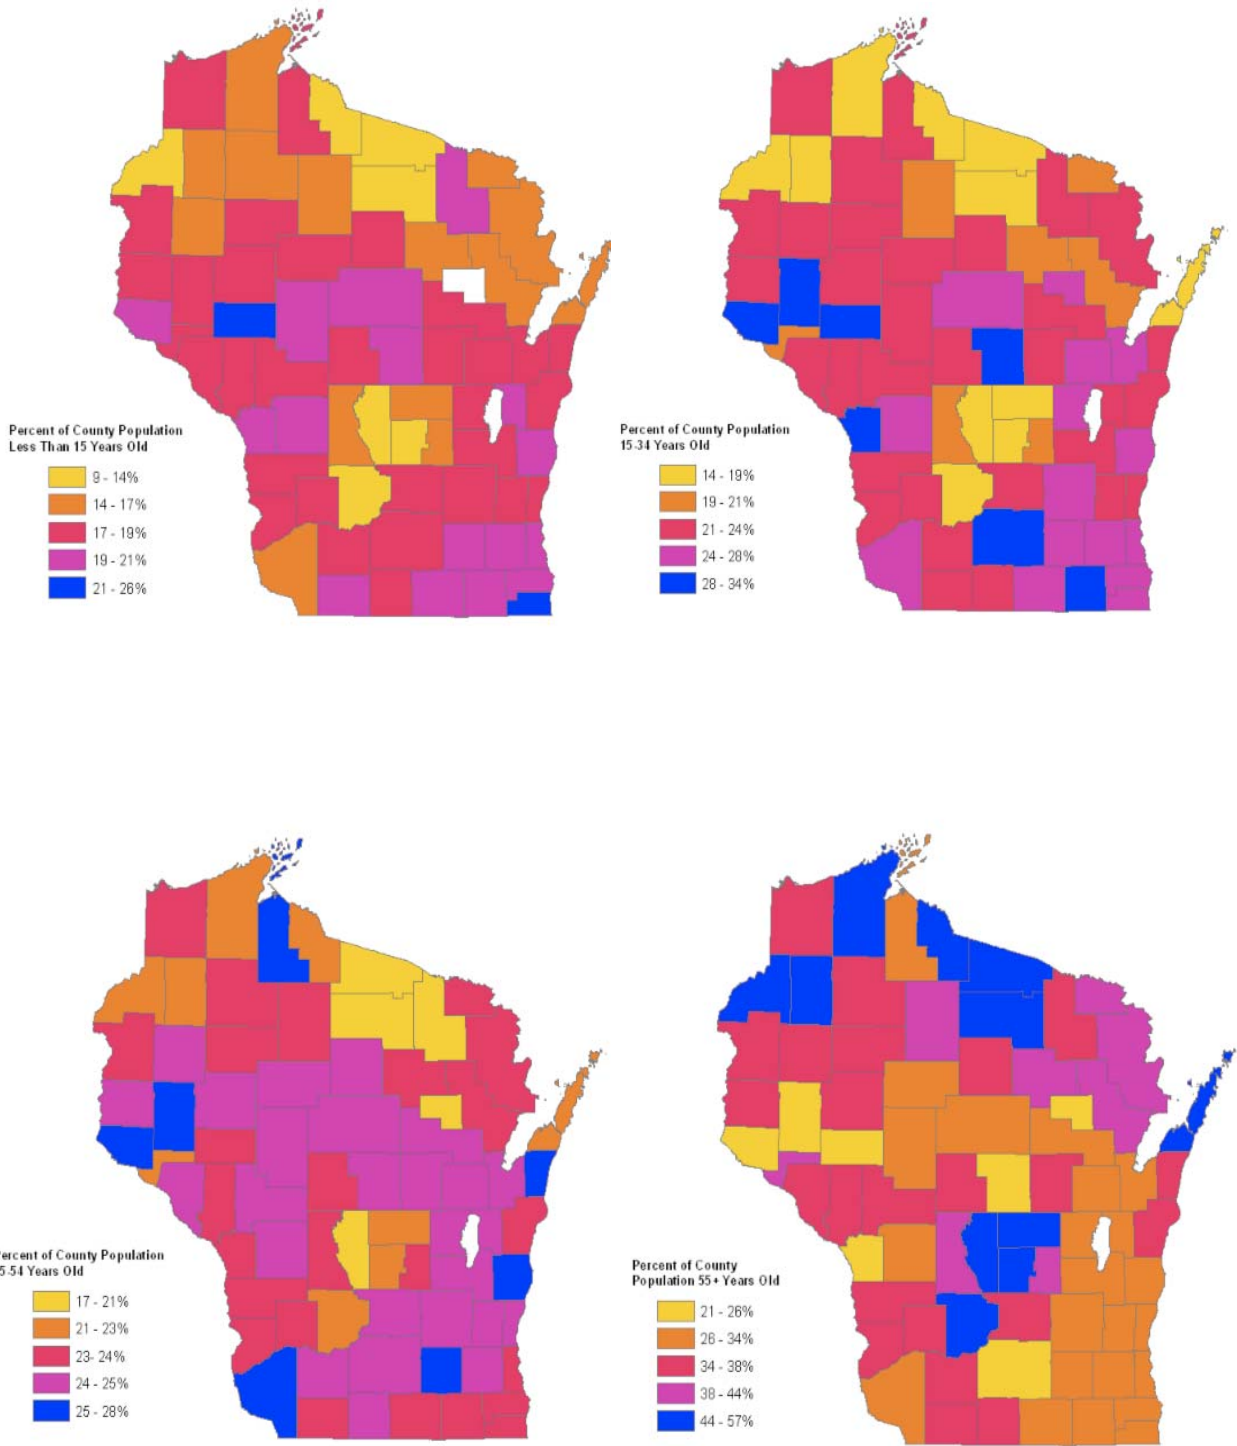 Percent of County Population
Less Than 15 Years Old
9 - 14%
14 - 17%
17 - 19%
19 - 21%
21 - 26%
Percent of County Population
15-34 Years Old
14 - 19%
19 - 21%
21 - 24%
24 - 28%
28 - 34%
ercent of County Population
5-54 Years Old
17 - 21%
21 - 23%
23- 24%
24 - 25%
25 - 28%
Percent of County
Population 55+ Years Old
21 - 26%
26 - 34%
34 - 38%
38 - 44%
44 - 57%